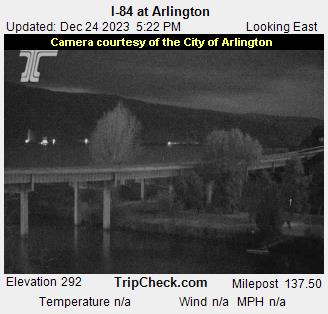 I-84 at Arlington
Updated: Dec 24 2023 5:22 PM Looking East
Camera courtesy of the City of Arlington
Elevation 292 TripCheck.com Milepost 137.50
Temperature n/a Wind n/a MPH n/a